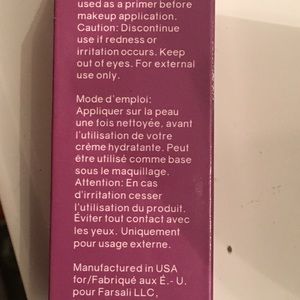 used as a primer before
makeup application.
Caution: Discontinue
use if redness or
irritation occurs. Keep
out of eyes. For external
use only.
Mode d'emploi:
Appliquer sur la peau
une fois nettoyée, avant
l'utilisation de votre
crème hydratante. Peut
être utilisé comme base
sous le maquillage.
Attention: En cas
d'irritation cesser
l'utilisation du produit.
Éviter tout contact avec
les yeux. Uniquement
pour usage externe.
Manufactured in USA
for/Fabriqué aux É.- U.
pour Farsali LLC,